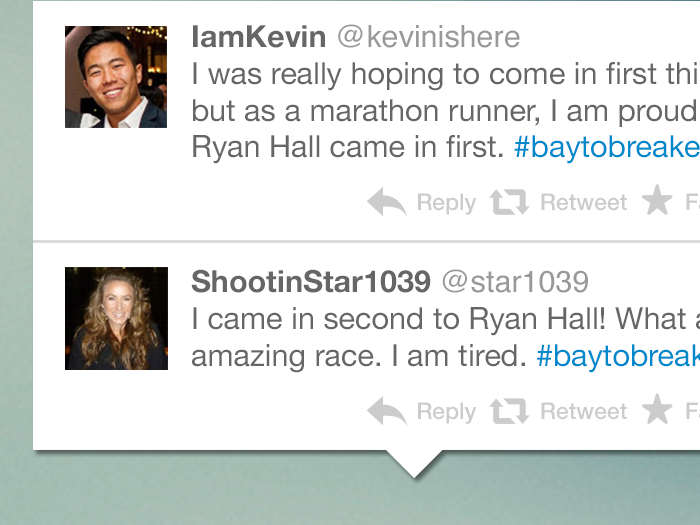 IamKevin @kevinishere
I was really hoping to come in first thi
but as a marathon runner, I am proud
Ryan Hall came in first. #baytobreake
Reply Retweet F
ShootinStar1039 @star1039
I came in second to Ryan Hall! What a
amazing race. I am tired. #baytobreak
Reply Retweet F